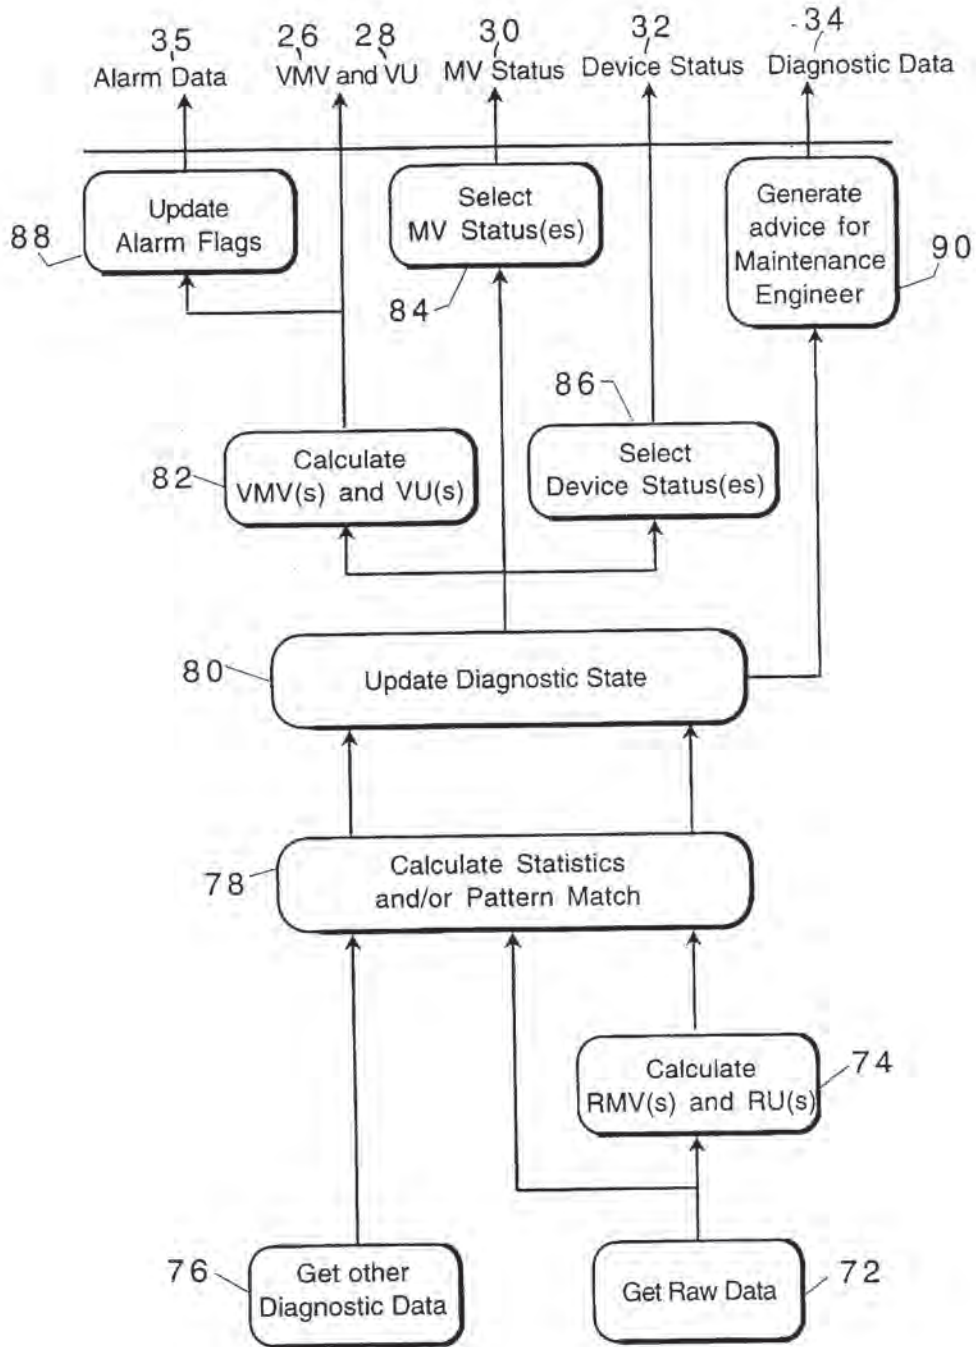 35 26 28 30 32 34
Alarm Data VMV and VU MV Status Device Status Diagnostic Data
Update
Alarm Flags
88
Select
MV Status(es)
84
Generate
advice for
Maintenance
Engineer
90
86
Calculate
VMV(s) and VU(s)
82
Select
Device Status(es)
80
Update Diagnostic State
78
Calculate Statistics
and/or Pattern Match
Calculate
RMV(s) and RU(s)
74
76
Get other
Diagnostic Data
Get Raw Data
72